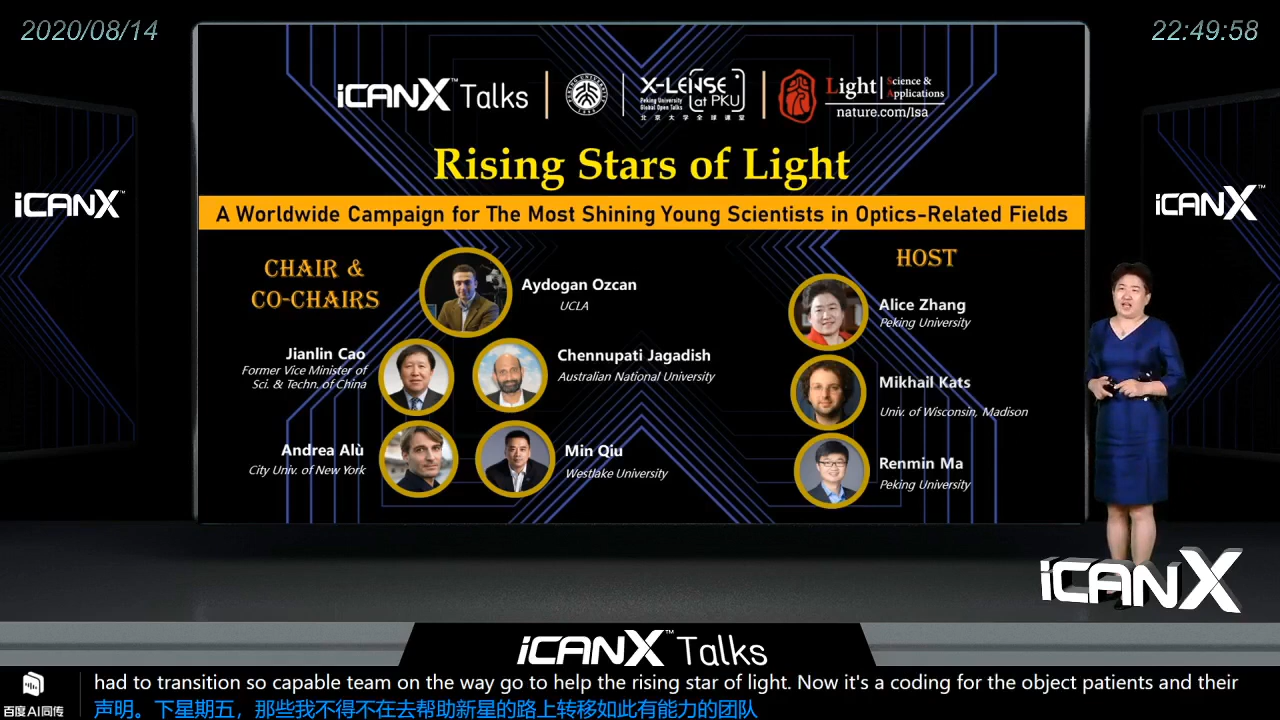 2020/08/14
22:49:58
iCANX™ Talks
PEKING UNIVERSITY
1898
X-LENSE
at PKU
Peking University
Global Open Talks
北京大学全球课堂
Light
Science &
Applications
nature.com/lsa
Rising Stars of Light
A Worldwide Campaign for The Most Shining Young Scientists in Optics-Related Fields
iCANX™
iCANX™
CHAIR &
CO-CHAIRS
Aydogan Ozcan
UCLA
Jianlin Cao
Former Vice Minister of
Sci. & Techn. of China
Chennupati Jagadish
Australian National University
Andrea Alù
City Univ. of New York
Min Qiu
Westlake University
HOST
Alice Zhang
Peking University
Mikhail Kats
Univ. of Wisconsin, Madison
Renmin Ma
Peking University
iCANX
iCANX™ Talks
had to transition so capable team on the way go to help the rising star of light. Now it's a coding for the object patients and their
声明。下星期五，那些我不得不在去帮助新星的路上转移如此有能力的团队
百度AI同传